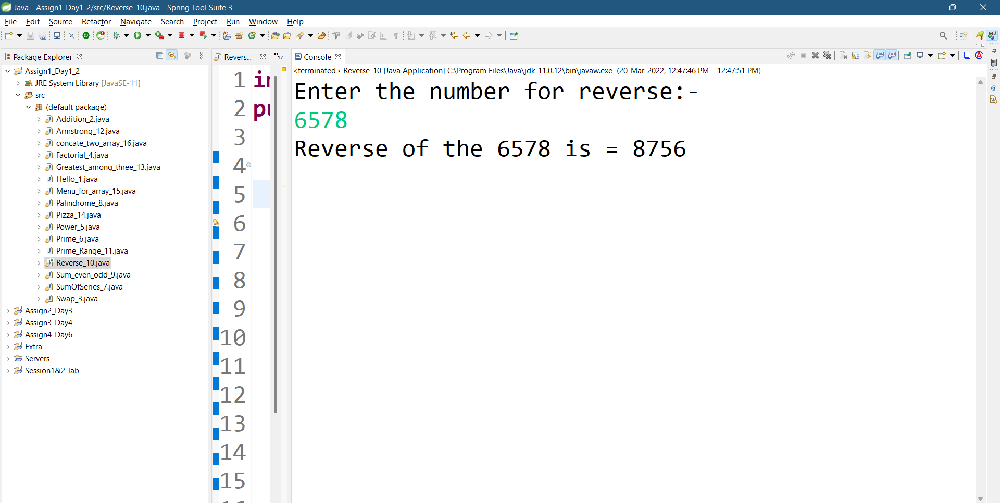 Java - Assign1_Day1_2/src/Reverse_10.java - Spring Tool Suite 3
File Edit Source Refactor Navigate Search Project Run Window Help
Package Explorer
Assign1_Day1_2
JRE System Library [JavaSE-11]
src
(default package)
Addition_2.java
Armstrong_12.java
concate_two_array_16.java
Factorial_4.java
Greatest_among_three_13.java
Hello_1.java
Menu_for_array_15.java
Palindrome_8.java
Pizza_14.java
Power_5.java
Prime_6.java
Prime_Range_11.java
Reverse_10.java
Sum_even_odd_9.java
SumOfSeries_7.java
Swap_3.java
Assign2_Day3
Assign3_Day4
Assign4_Day6
Extra
Servers
Session1&2_lab
Revers... »17
1
2
3
4
5
6
7
8
9
10
11
12
13
14
15
Console
<terminated> Reverse_10 [Java Application] C:\Program Files\Java\jdk-11.0.12\bin\javaw.exe (20-Mar-2022, 12:47:46 PM – 12:47:51 PM)
Enter the number for reverse:-
6578
Reverse of the 6578 is = 8756